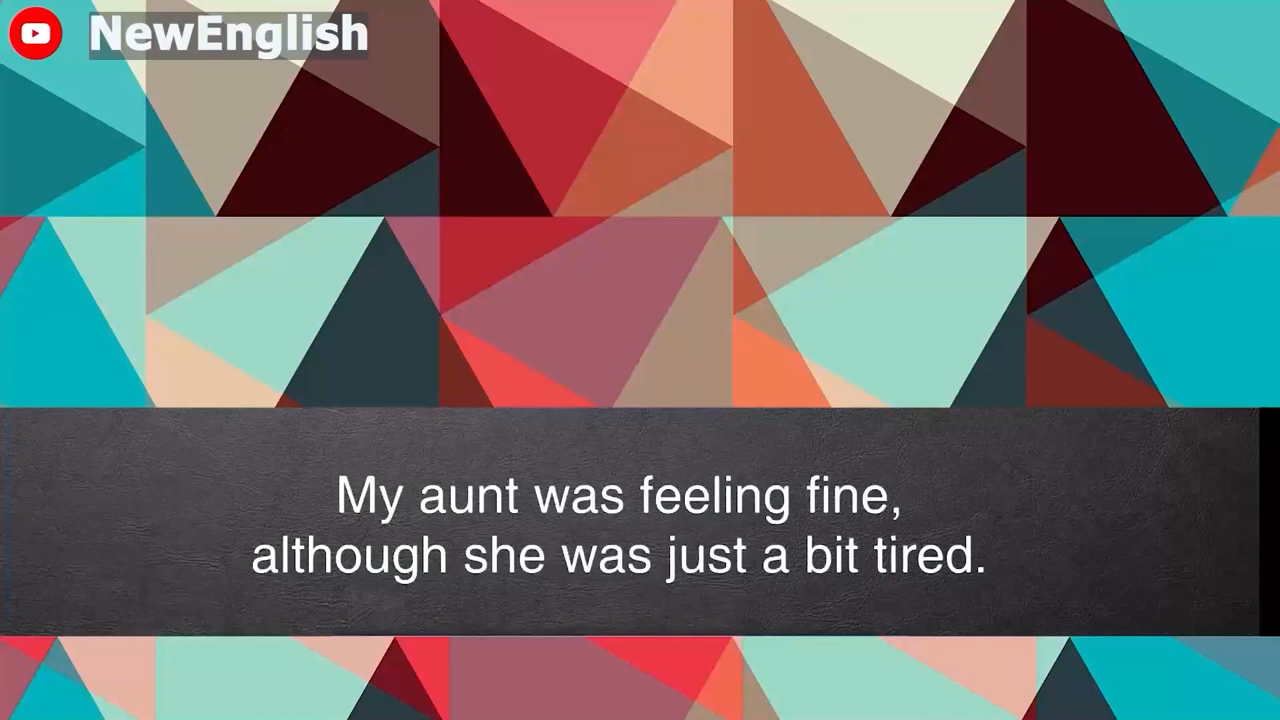 NewEnglish
My aunt was feeling fine,
although she was just a bit tired.